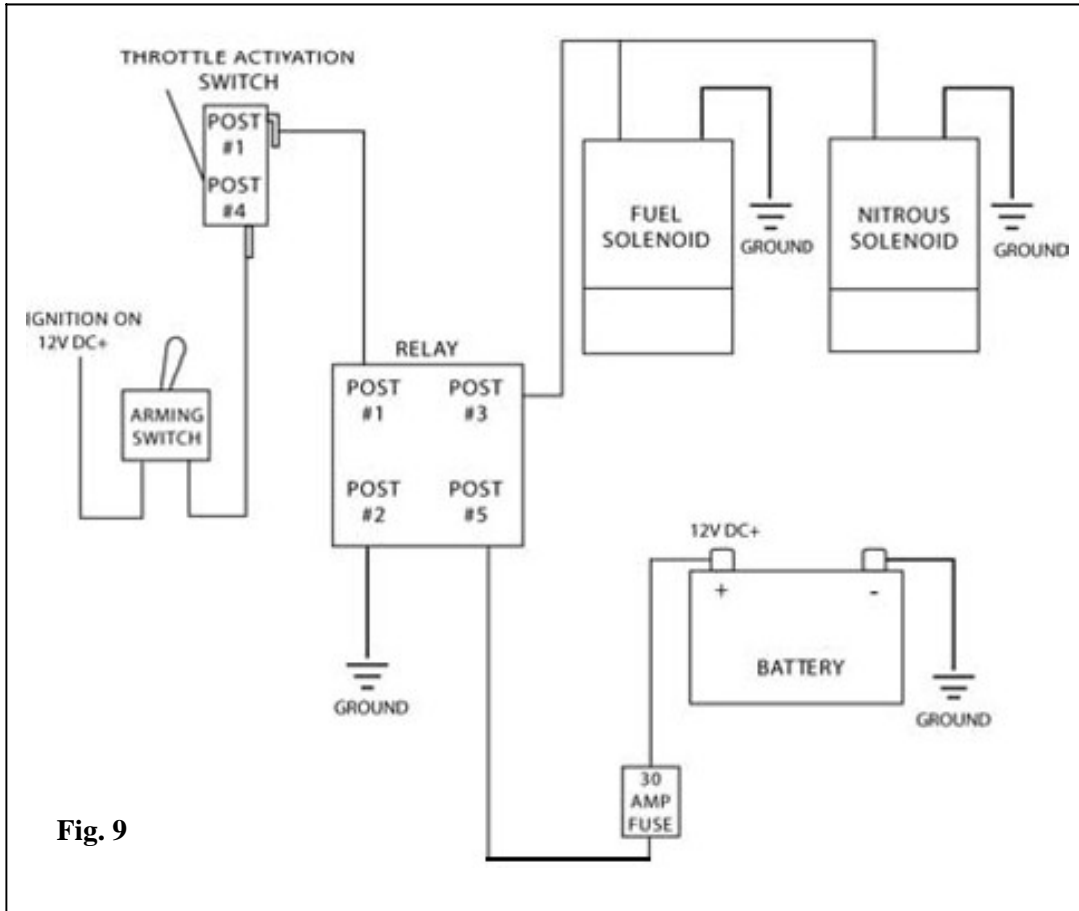 THROTTLE ACTIVATION
SWITCH
POST
#1
POST
#4
IGNITION ON
12V DC+
ARMING
SWITCH
RELAY
POST
#1
POST
#3
POST
#2
POST
#5
GROUND
FUEL
SOLENOID
GROUND
NITROUS
SOLENOID
GROUND
12V DC+
+
-
BATTERY
GROUND
30
AMP
FUSE
Fig. 9